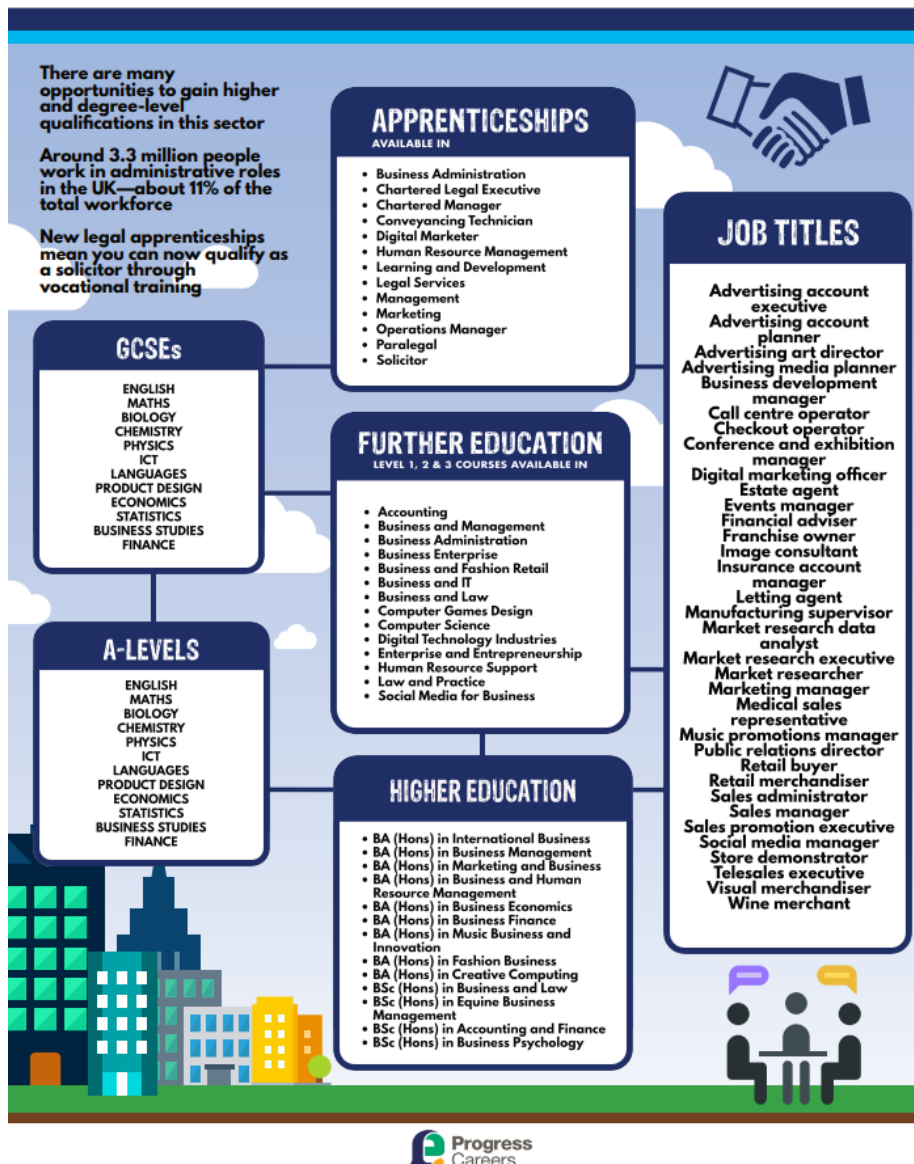 There are many
opportunities to gain higher
and degree-level
qualifications in this sector
Around 3.3 million people
work in administrative roles
in the UK—about 11% of the
total workforce
New legal apprenticeships
mean you can now qualify as
a solicitor through
vocational training
APPRENTICESHIPS
AVAILABLE IN
• Business Administration
• Chartered Legal Executive
• Chartered Manager
• Conveyancing Technician
• Digital Marketer
• Human Resource Management
• Learning and Development
• Legal Services
• Management
• Marketing
• Operations Manager
• Paralegal
• Solicitor
GCSEs
ENGLISH
MATHS
BIOLOGY
CHEMISTRY
PHYSICS
ICT
LANGUAGES
PRODUCT DESIGN
ECONOMICS
STATISTICS
BUSINESS STUDIES
FINANCE
FURTHER EDUCATION
LEVEL 1, 2 & 3 COURSES AVAILABLE IN
• Accounting
• Business and Management
• Business Administration
• Business Enterprise
• Business and Fashion Retail
• Business and IT
• Business and Law
• Computer Games Design
• Computer Science
• Digital Technology Industries
• Enterprise and Entrepreneurship
• Human Resource Support
• Law and Practice
• Social Media for Business
A-LEVELS
ENGLISH
MATHS
BIOLOGY
CHEMISTRY
PHYSICS
ICT
LANGUAGES
PRODUCT DESIGN
ECONOMICS
STATISTICS
BUSINESS STUDIES
FINANCE
HIGHER EDUCATION
• BA (Hons) in International Business
• BA (Hons) in Business Management
• BA (Hons) in Marketing and Business
• BA (Hons) in Business and Human
Resource Management
• BA (Hons) in Business Economics
• BA (Hons) in Business Finance
• BA (Hons) in Music Business and
Innovation
• BA (Hons) in Fashion Business
• BA (Hons) in Creative Computing
• BSc (Hons) in Business and Law
• BSc (Hons) in Equine Business
Management
• BSc (Hons) in Accounting and Finance
• BSc (Hons) in Business Psychology
JOB TITLES
Advertising account
executive
Advertising account
planner
Advertising art director
Advertising media planner
Business development
manager
Call centre operator
Checkout operator
Conference and exhibition
manager
Digital marketing officer
Estate agent
Events manager
Financial adviser
Franchise owner
Image consultant
Insurance account
manager
Letting agent
Manufacturing supervisor
Market research data
analyst
Market research executive
Market researcher
Marketing manager
Medical sales
representative
Music promotions manager
Public relations director
Retail buyer
Retail merchandiser
Sales administrator
Sales manager
Sales promotion executive
Social media manager
Store demonstrator
Telesales executive
Visual merchandiser
Wine merchant
Progress
Careers